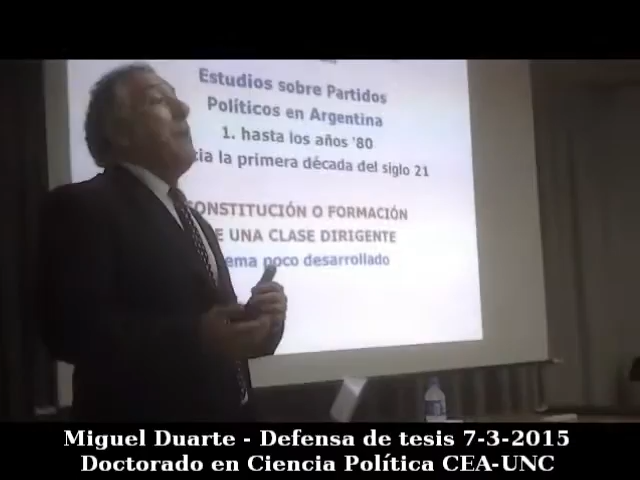 Estudios sobre Partidos
Políticos en Argentina
1. hasta los años '80
la primera década del siglo 21
CONSTITUCIÓN O FORMACIÓN
UNA CLASE DIRIGENTE
poco desarrollado
Miguel Duarte - Defensa de tesis 7-3-2015
Doctorado en Ciencia Política CEA-UNC